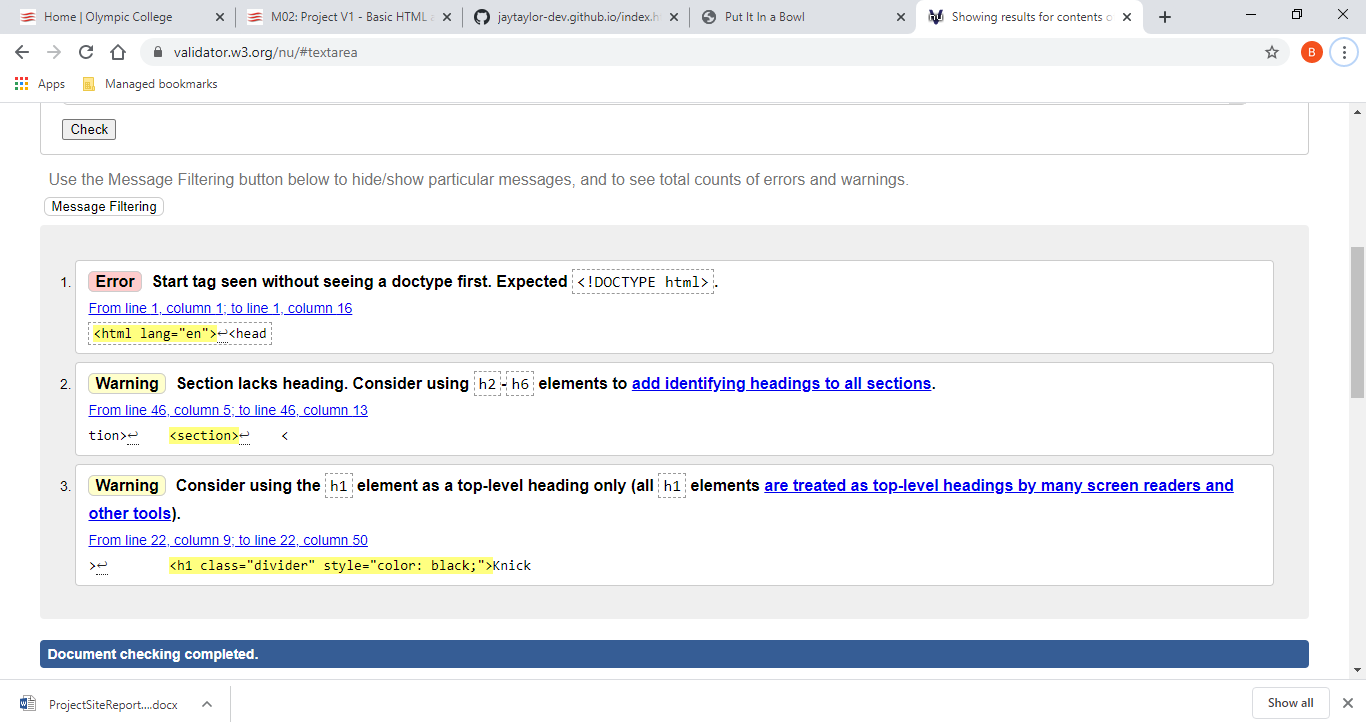 Home | Olympic College
M02: Project V1 - Basic HTML a
jaytaylor-dev.github.io/index.h
Put It In a Bowl
Showing results for contents o
validator.w3.org/nu/#textarea
B
Apps
Managed bookmarks
Check
Use the Message Filtering button below to hide/show particular messages, and to see total counts of errors and warnings.
Message Filtering
1. Error Start tag seen without seeing a doctype first. Expected <!DOCTYPE html>.
From line 1, column 1; to line 1, column 16
<html lang="en">↩<head
2. Warning Section lacks heading. Consider using h2-h6 elements to add identifying headings to all sections.
From line 46, column 5; to line 46, column 13
tion>↩ <section>↩ <
3. Warning Consider using the h1 element as a top-level heading only (all h1 elements are treated as top-level headings by many screen readers and
other tools).
From line 22, column 9; to line 22, column 50
>↩ <h1 class="divider" style="color: black;">Knick
Document checking completed.
ProjectSiteReport....docx
Show all